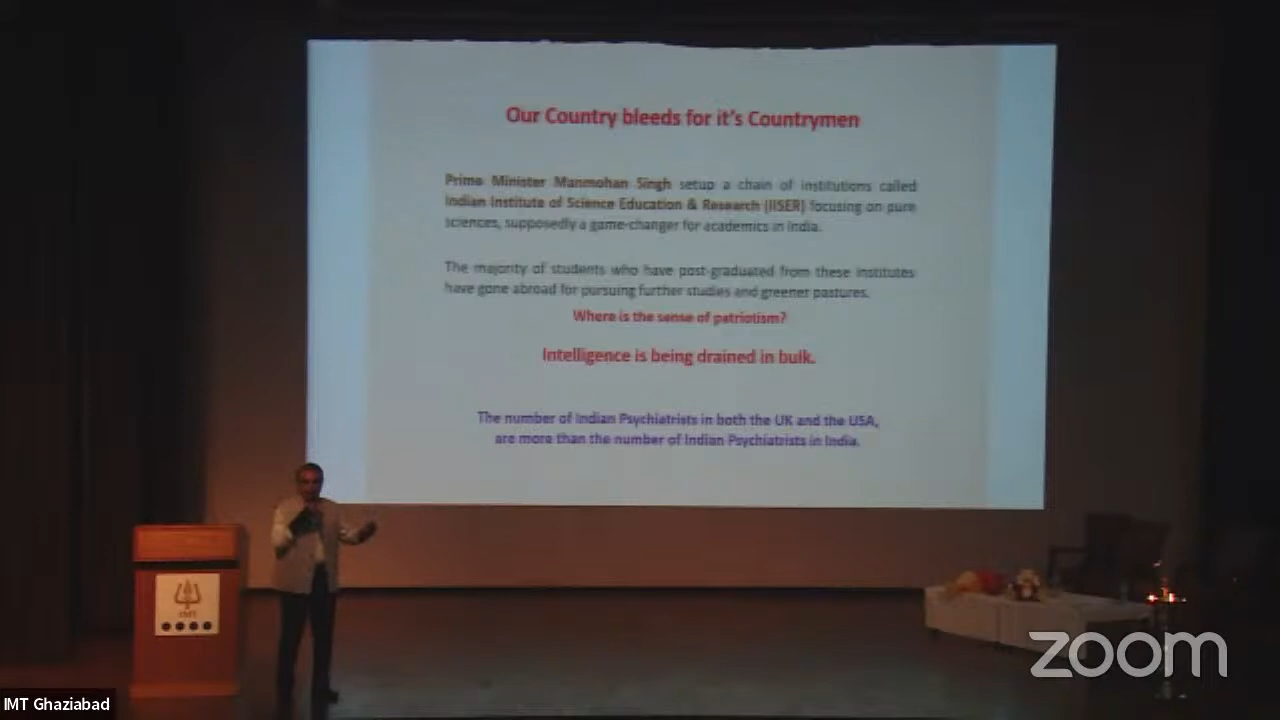 Our Country bleeds for it's Countrymen
Prime Minister Manmohan Singh setup a chain of institutions called
Indian Institute of Science Education & Research (IISER) focusing on pure
sciences, supposedly a game-changer for academics in India.
The majority of students who have post-graduated from these institutes
have gone abroad for pursuing further studies and greener pastures.
Where is the sense of patriotism?
Intelligence is being drained in bulk.
The number of Indian Psychiatrists in both the UK and the USA,
are more than the number of Indian Psychiatrists in India.
IMT
zoom
IMT Ghaziabad